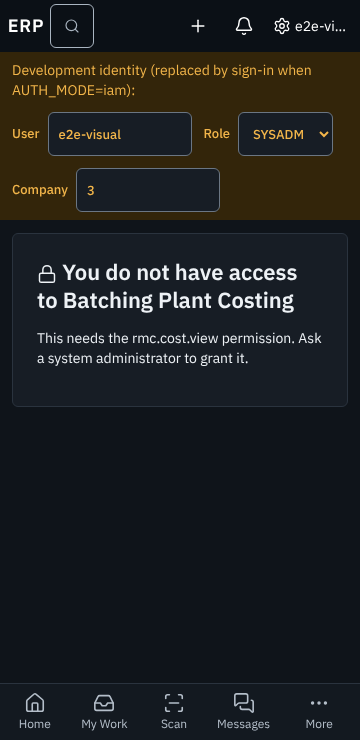 ERP
e2e-vi...
Development identity (replaced by sign-in when
AUTH_MODE=iam):
User e2e-visual Role SYSADM
Company 3
You do not have access
to Batching Plant Costing
This needs the rmc.cost.view permission. Ask
a system administrator to grant it.
Home My Work Scan Messages More